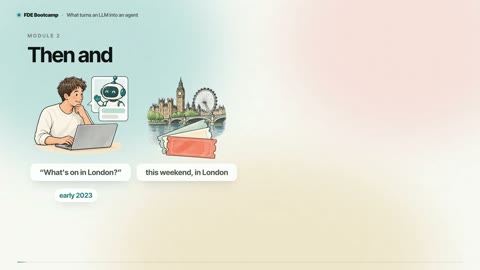 FDE Bootcamp · What turns an LLM into an agent
MODULE 2
Then and
“What’s on in London?”
this weekend, in London
early 2023